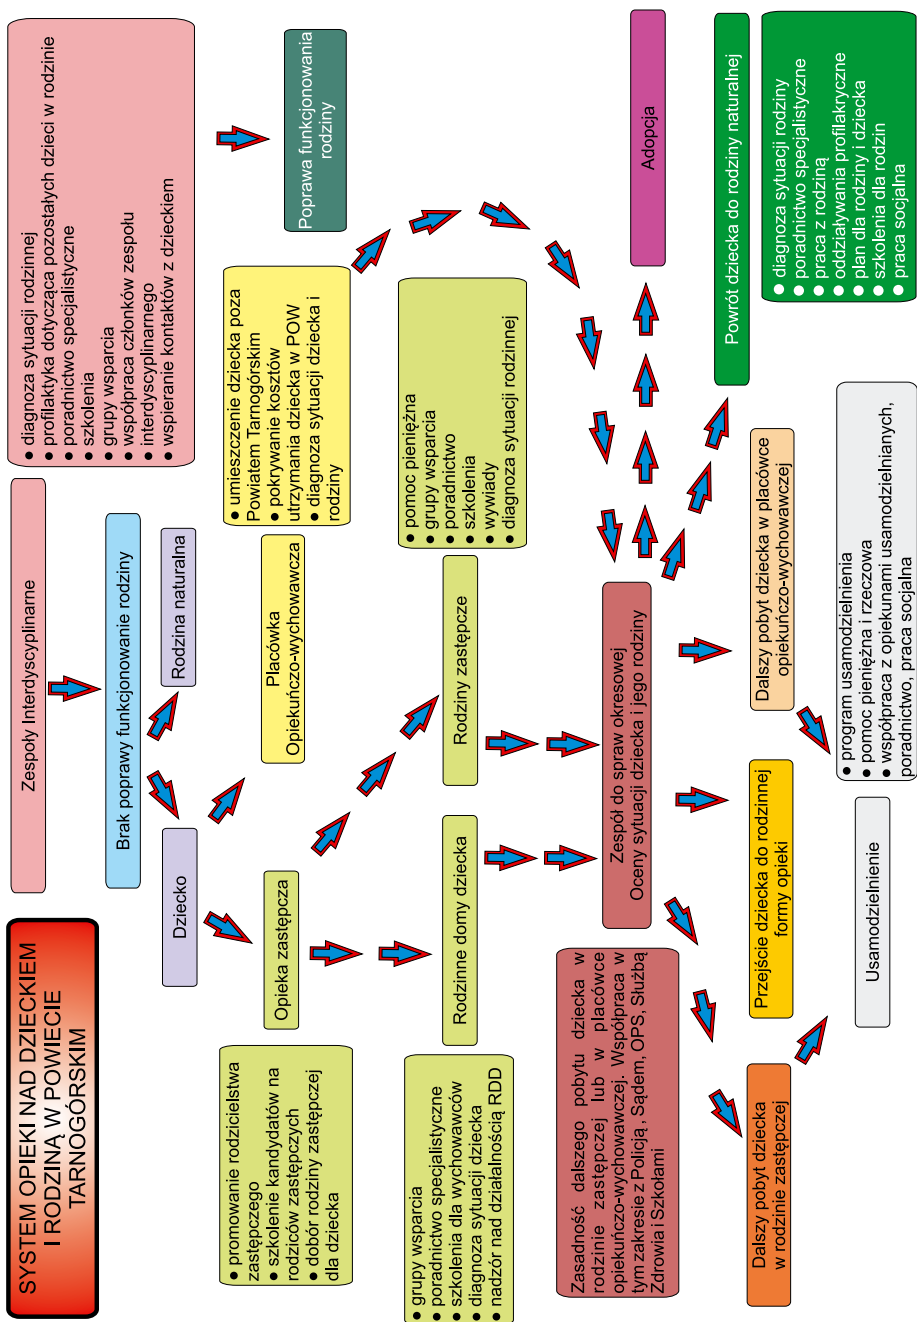 SYSTEM OPIEKI NAD DZIECKIEM
I RODZINĄ W POWIECIE
TARNOGÓRSKIM
Zespoły Interdyscyplinarne
● diagnoza sytuacji rodzinnej
● profilaktyka dotycząca pozostałych dzieci w rodzinie
● poradnictwo specjalistyczne
● szkolenia
● grupy wsparcia
● współpraca członków zespołu
interdyscyplinarnego
● wspieranie kontaktów z dzieckiem
Brak poprawy funkcjonowanie rodziny
Poprawa funkcjonowania
rodziny
Dziecko
Rodzina naturalna
● promowanie rodzicielstwa
zastępczego
● szkolenie kandydatów na
rodziców zastępczych
● dobór rodziny zastępczej
dla dziecka
Opieka zastępcza
Placówka
Opiekuńczo-wychowawcza
● umieszczenie dziecka poza
Powiatem Tarnogórskim
● pokrywanie kosztów
utrzymania dziecka w POW
● diagnoza sytuacji dziecka i
rodziny
● grupy wsparcia
● poradnictwo specjalistyczne
● szkolenia dla wychowawców
● diagnoza sytuacji dziecka
● nadzór nad działalnością RDD
Rodzinne domy dziecka
Rodziny zastępcze
● pomoc pieniężna
● grupy wsparcia
● poradnictwo
● szkolenia
● wywiady
● diagnoza sytuacji rodzinnej
Zasadność dalszego pobytu dziecka w
rodzinie zastępczej lub w placówce
opiekuńczo-wychowawczej. Współpraca w
tym zakresie z Policją, Sądem, OPS, Służbą
Zdrowia i Szkołami
Zespół do spraw okresowej
Oceny sytuacji dziecka i jego rodziny
Adopcja
Powrót dziecka do rodziny naturalnej
● diagnoza sytuacji rodziny
● poradnictwo specjalistyczne
● praca z rodziną
● oddziaływania profilakryczne
● plan dla rodziny i dziecka
● szkolenia dla rodzin
● praca socjalna
Dalszy pobyt dziecka
w rodzinie zastępczej
Przejście dziecka do rodzinnej
formy opieki
Dalszy pobyt dziecka w placówce
opiekuńczo-wychowawczej
Usamodzielnienie
● program usamodzielnienia
● pomoc pieniężna i rzeczowa
● współpraca z opiekunami usamodzielnianych,
poradnictwo, praca socjalna